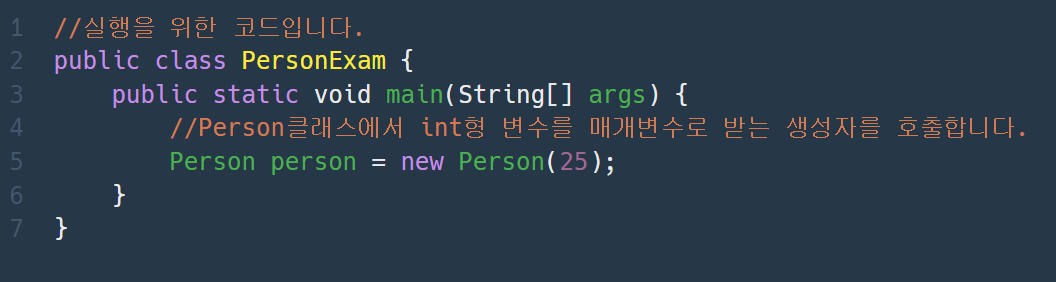 1 //실행을 위한 코드입니다.
2 public class PersonExam {
3     public static void main(String[] args) {
4         //Person클래스에서 int형 변수를 매개변수로 받는 생성자를 호출합니다.
5         Person person = new Person(25);
6     }
7 }